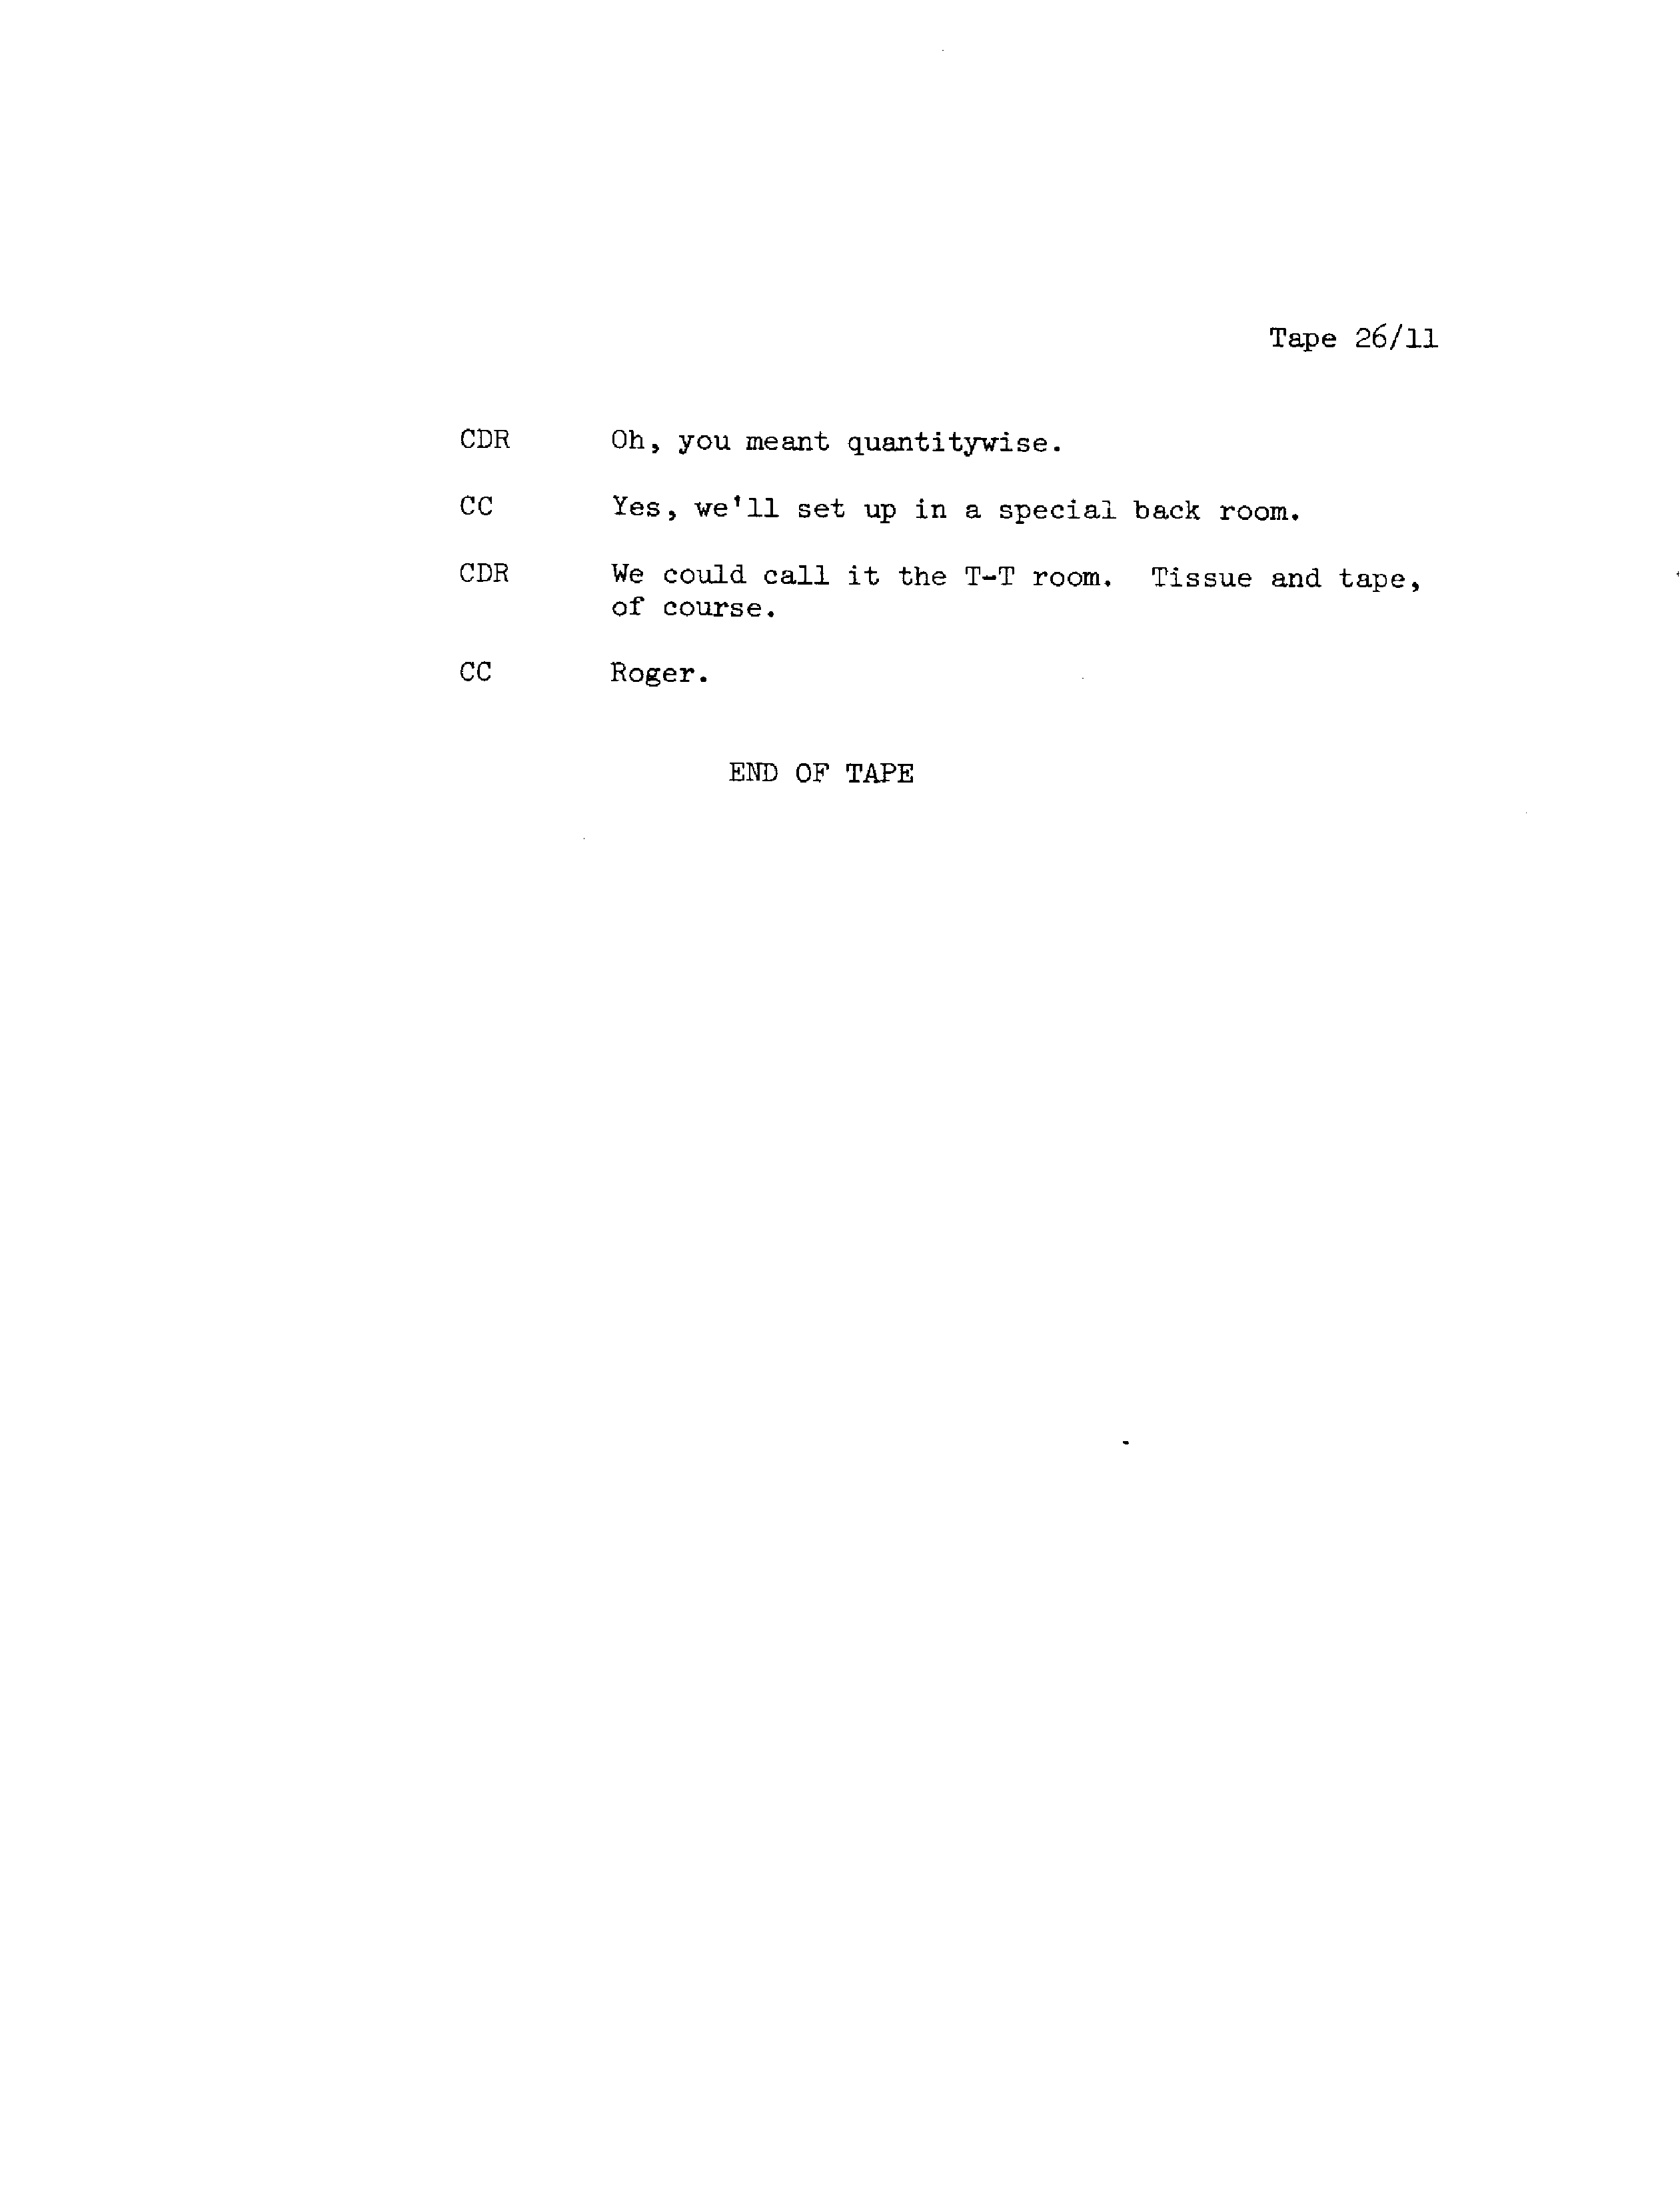 Tape 26/11
CDR Oh, you meant quantitywise.
CC Yes, we'll set up in a special back room.
CDR We could call it the T-T room. Tissue and tape,
of course.
CC Roger.
END OF TAPE